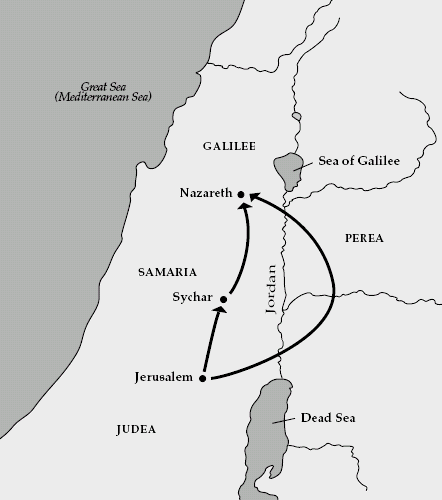 Great Sea
(Mediterranean Sea)
GALILEE
Sea of Galilee
Nazareth
PEREA
SAMARIA
Jordan
Sychar
Jerusalem
Dead Sea
JUDEA